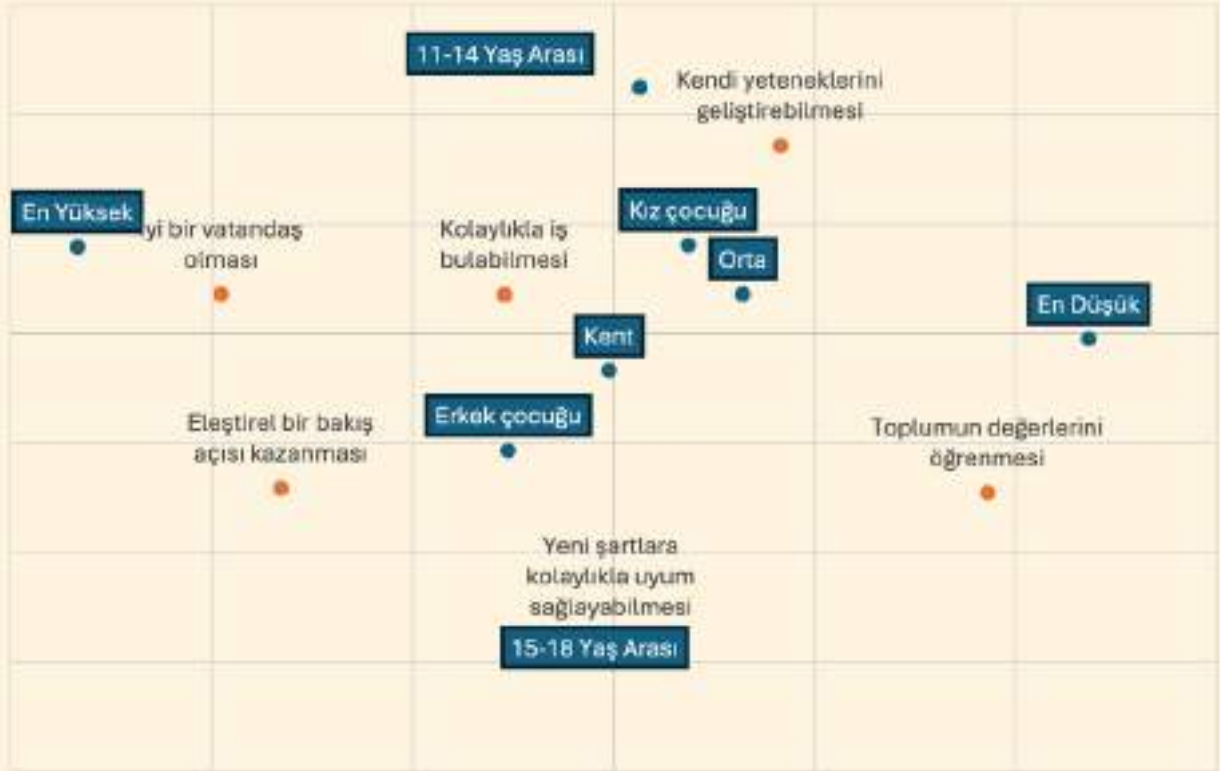 11-14 Yaş Arası
Kendi yeteneklerini
geliştirebilmesi
En Yüksek
yi bir vatandaş
olması
Kolaylıkla iş
bulabilmesi
Kız çocuğu
Orta
En Düşük
Kent
Erkek çocuğu
Eleştirel bir bakış
açısı kazanması
Toplumun değerlerini
öğrenmesi
Yeni şartlara
kolaylıkla uyum
sağlayabilmesi
15-18 Yaş Arası